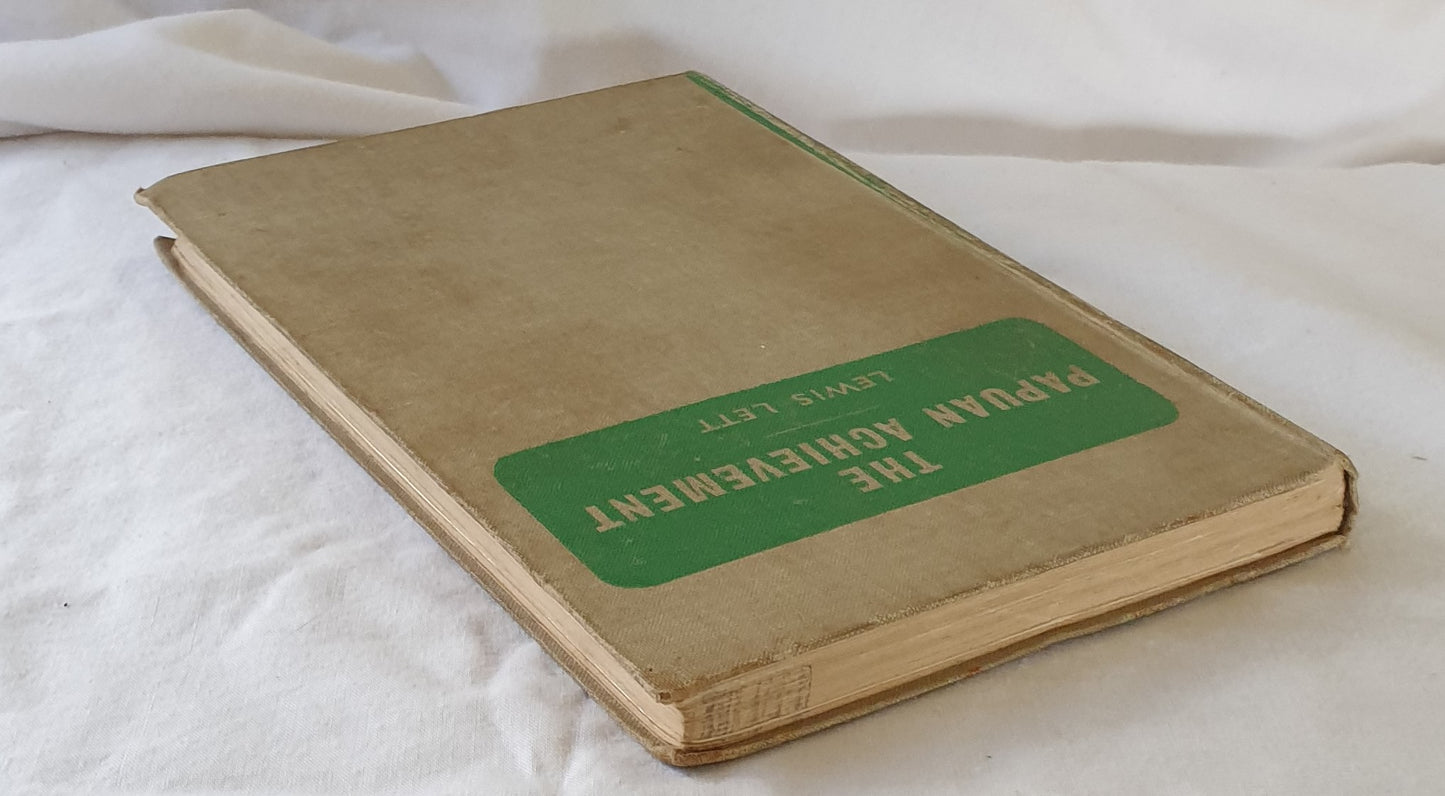 THE
PAPUAN ACHIEVEMENT
LEWIS LETT